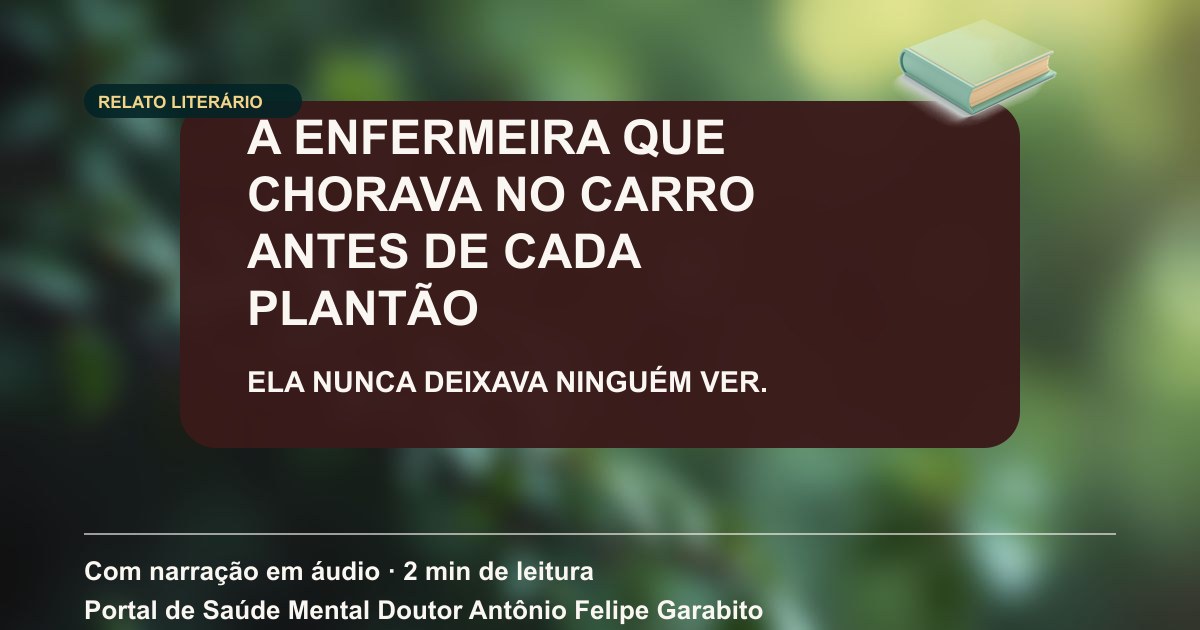 RELATO LITERÁRIO
A ENFERMEIRA QUE
CHORAVA NO CARRO
ANTES DE CADA
PLANTÃO
ELA NUNCA DEIXAVA NINGUÉM VER.
Com narração em áudio · 2 min de leitura
Portal de Saúde Mental Doutor Antônio Felipe Garabito